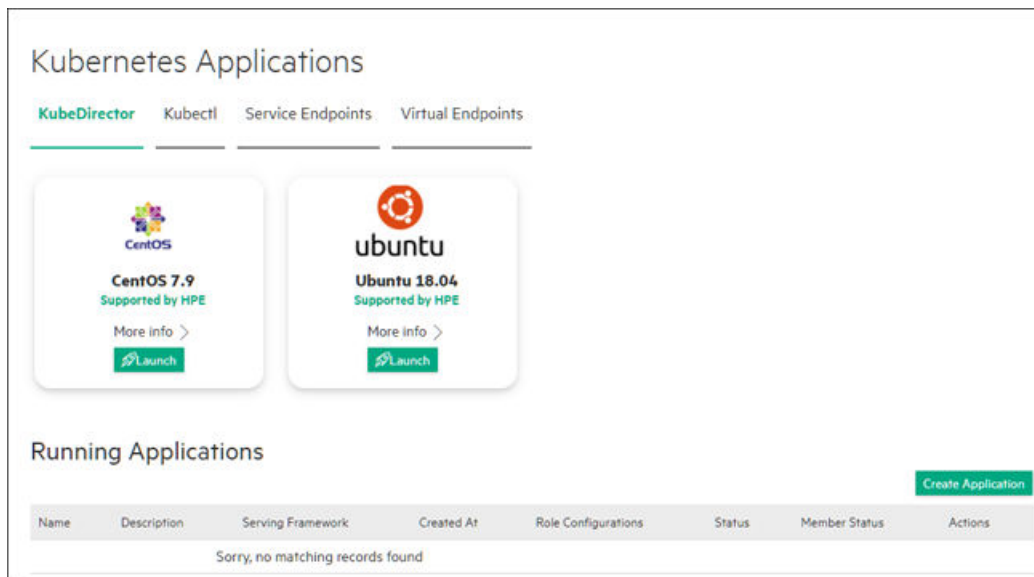 Kubernetes Applications
KubeDirector Kubectl Service Endpoints Virtual Endpoints
CentOS
CentOS 7.9
Supported by HPE
More info
Launch
ubuntu
Ubuntu 18.04
Supported by HPE
More info
Launch
Running Applications
Create Application
Name Description Serving Framework Created At Role Configurations Status Member Status Actions
Sorry, no matching records found